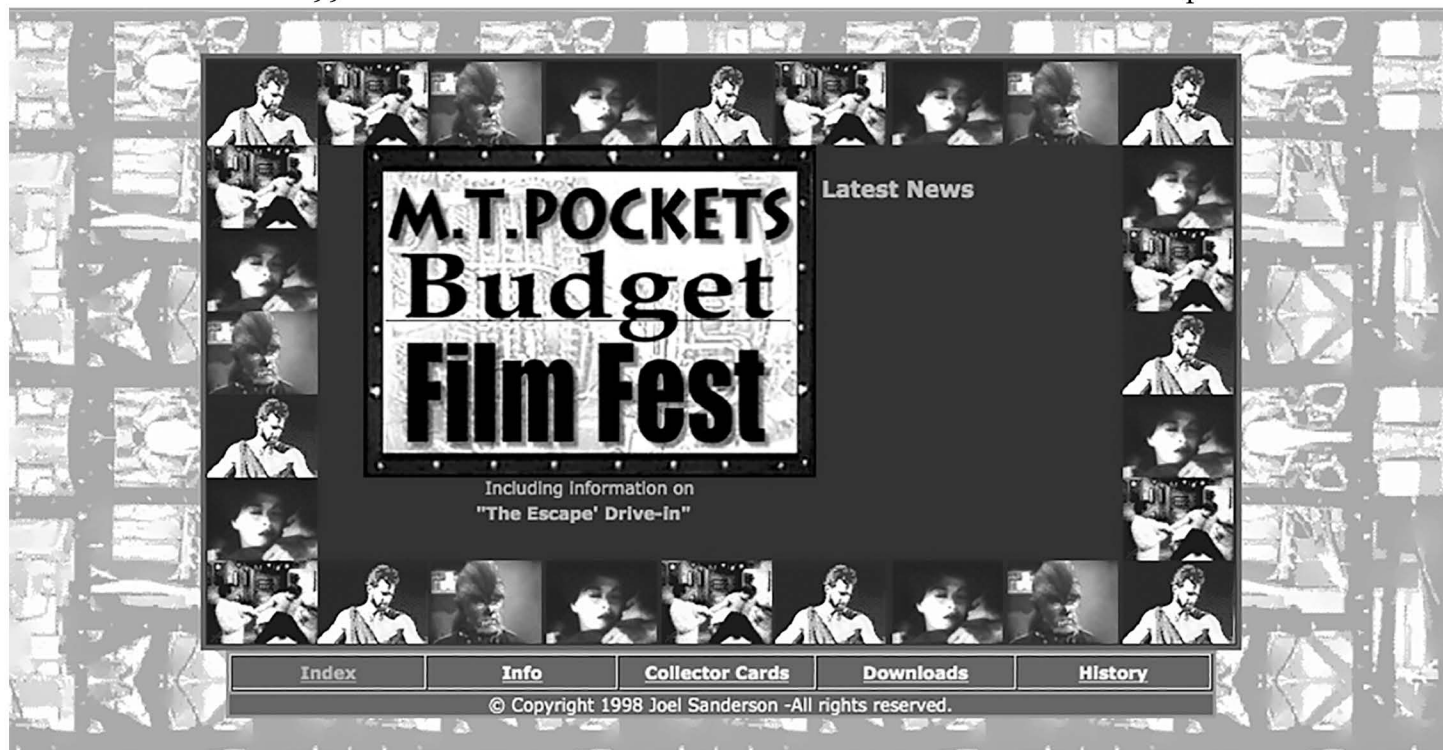 M.T.POCKETS
Budget
Film Fest
Latest News
Including information on
"The Escape' Drive-in"
Index Info Collector Cards Downloads History
© Copyright 1998 Joel Sanderson -All rights reserved.